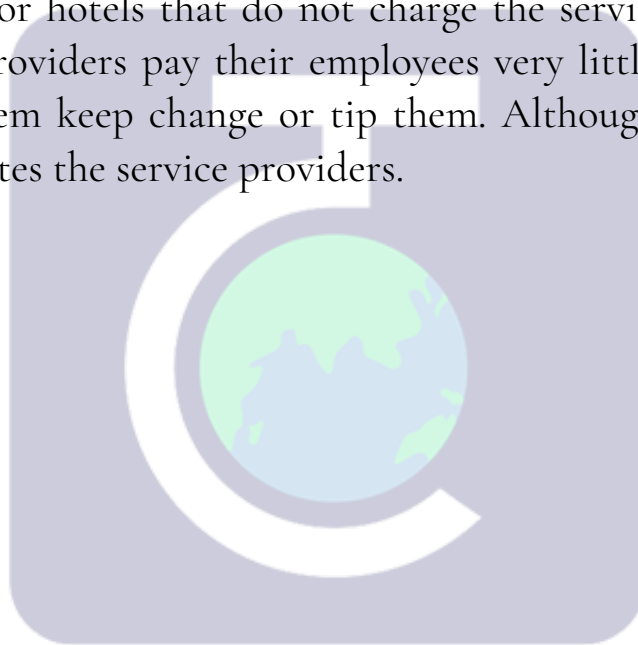 or hotels that do not charge the servi
roviders pay their employees very littl
em keep change or tip them. Althoug
tes the service providers.